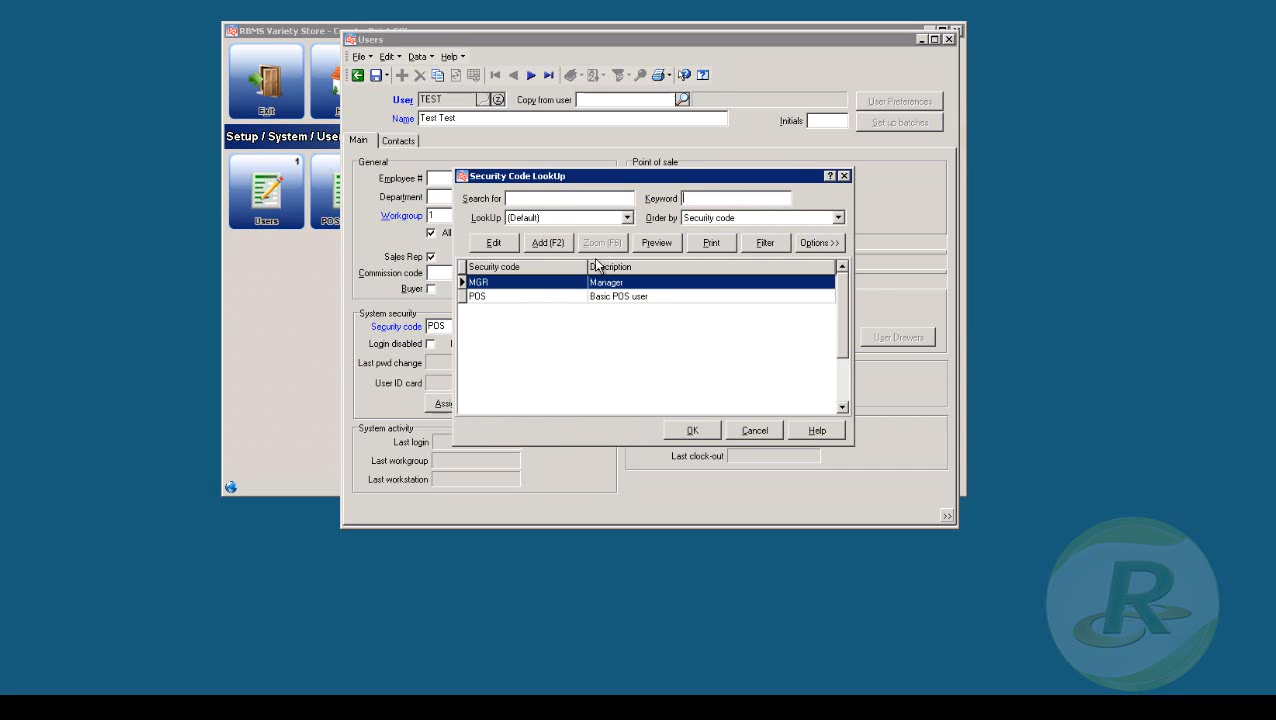 RBMS Variety Store - C
Users
File Edit Data Help
Exit
User TEST Copy from user User Preferences
Name Test Test Initials Set up batches
Setup / System / Use
Main Contacts
General Point of sale
1
Users
POS
Employee #
Department
Workgroup 1
Al
Sales Rep
Commission code
Buyer
System security
Security code POS
Login disabled
Last pwd change
User ID card
Assi
System activity
Last login
Last workgroup
Last workstation
Security Code LookUp
Search for Keyword
LookUp (Default) Order by Security code
Edit Add (F2) Zoom (F6) Preview Print Filter Options >>
Security code Description
MGR Manager
POS Basic POS user
OK Cancel Help
User Drawers
Last clock-out
>>
R